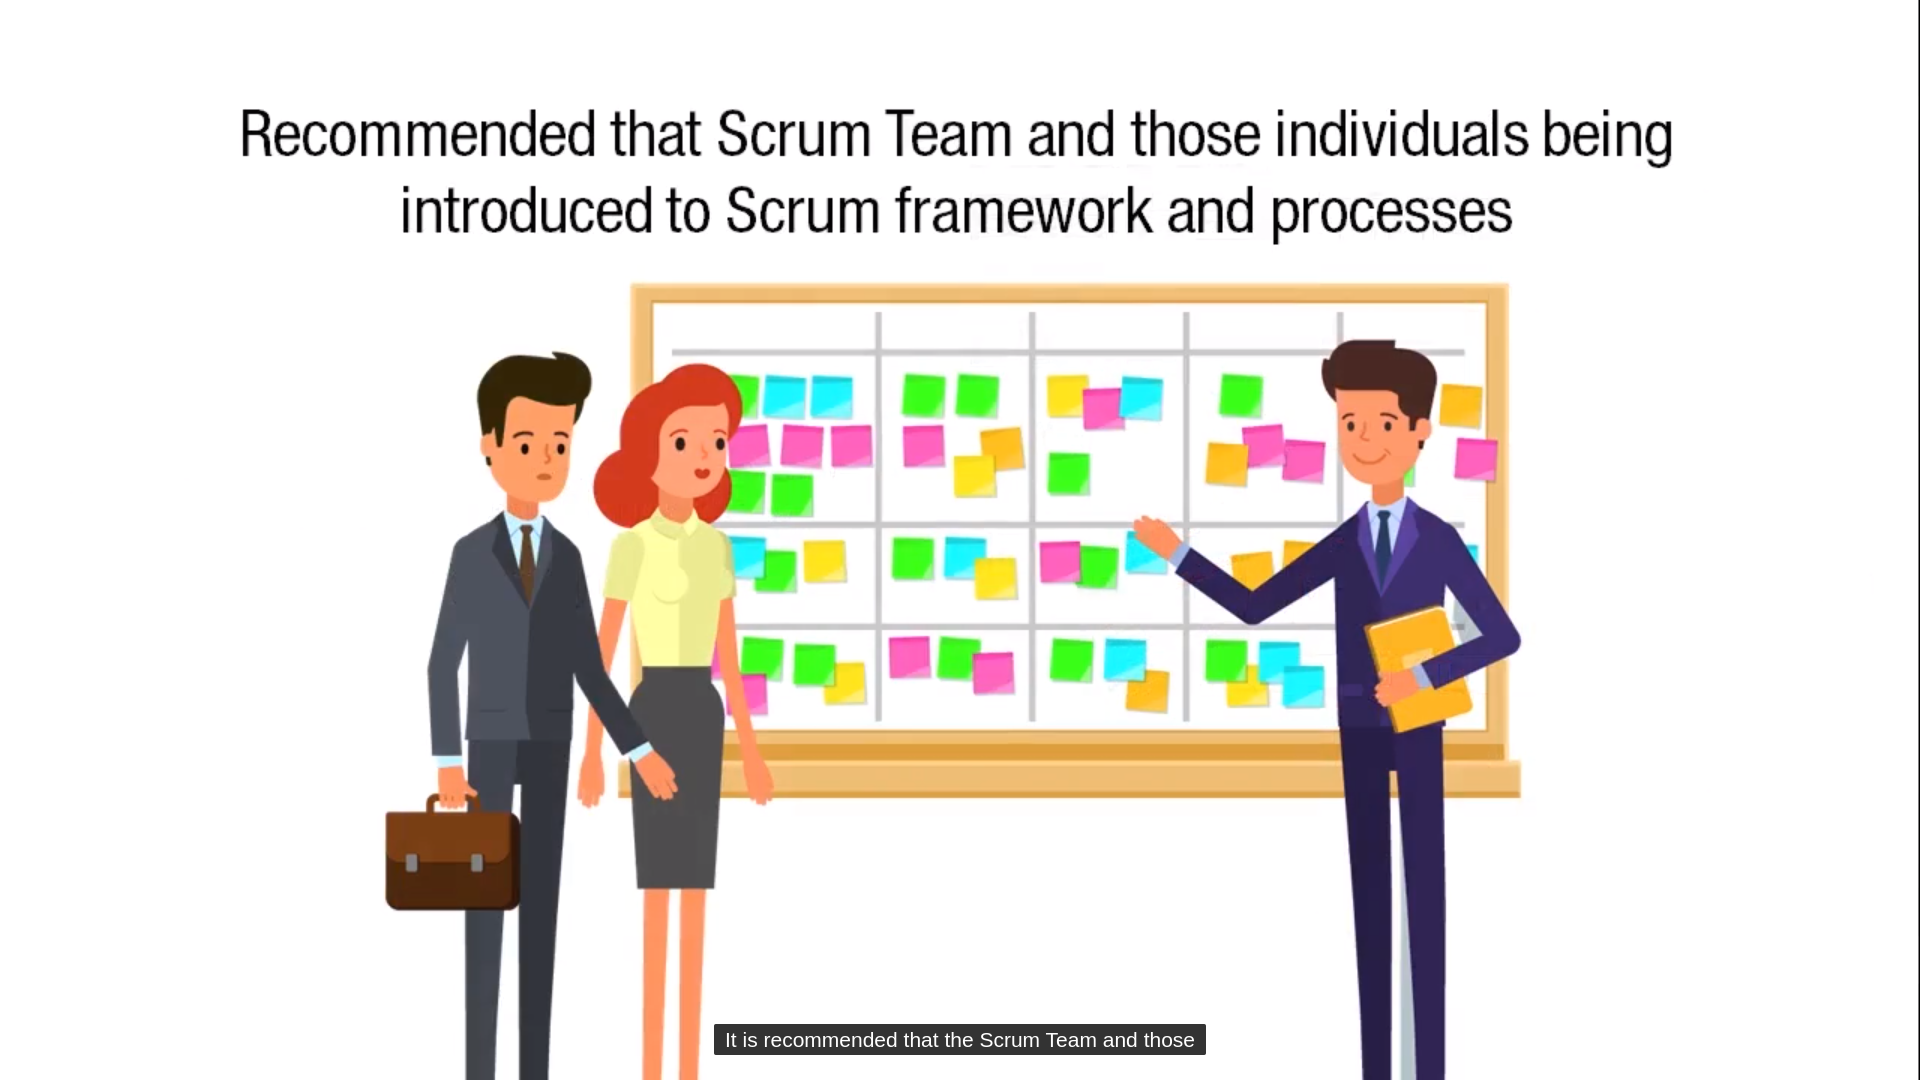 Recommended that Scrum Team and those individuals being
introduced to Scrum framework and processes
It is recommended that the Scrum Team and those